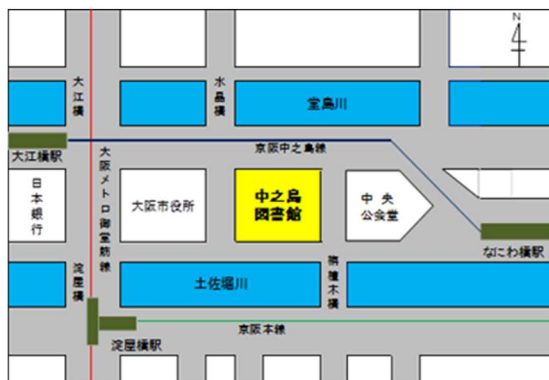 N
大江橋
水晶橋
堂島川
大江橋駅
京阪中之島線
大阪メトロ御堂筋線
日本銀行
大阪市役所
中之島
図書館
中央
公会堂
なにわ橋駅
淀屋橋
土佐堀川
栴檀木橋
京阪本線
淀屋橋駅